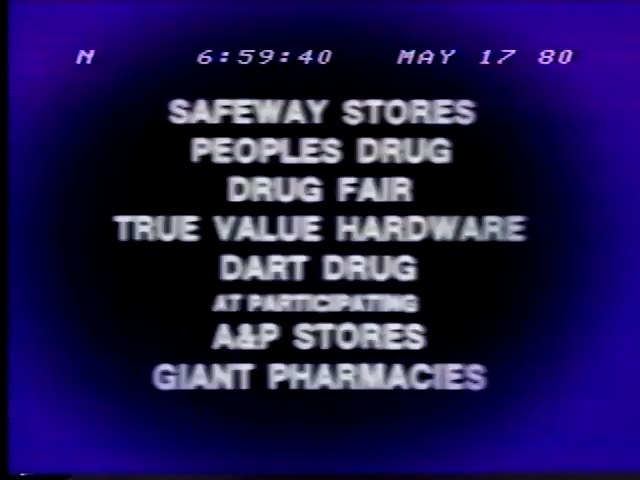 N 6:59:40 MAY 17 80
SAFEWAY STORES
PEOPLES DRUG
DRUG FAIR
TRUE VALUE HARDWARE
DART DRUG
AT PARTICIPATING
A&P STORES
GIANT PHARMACIES